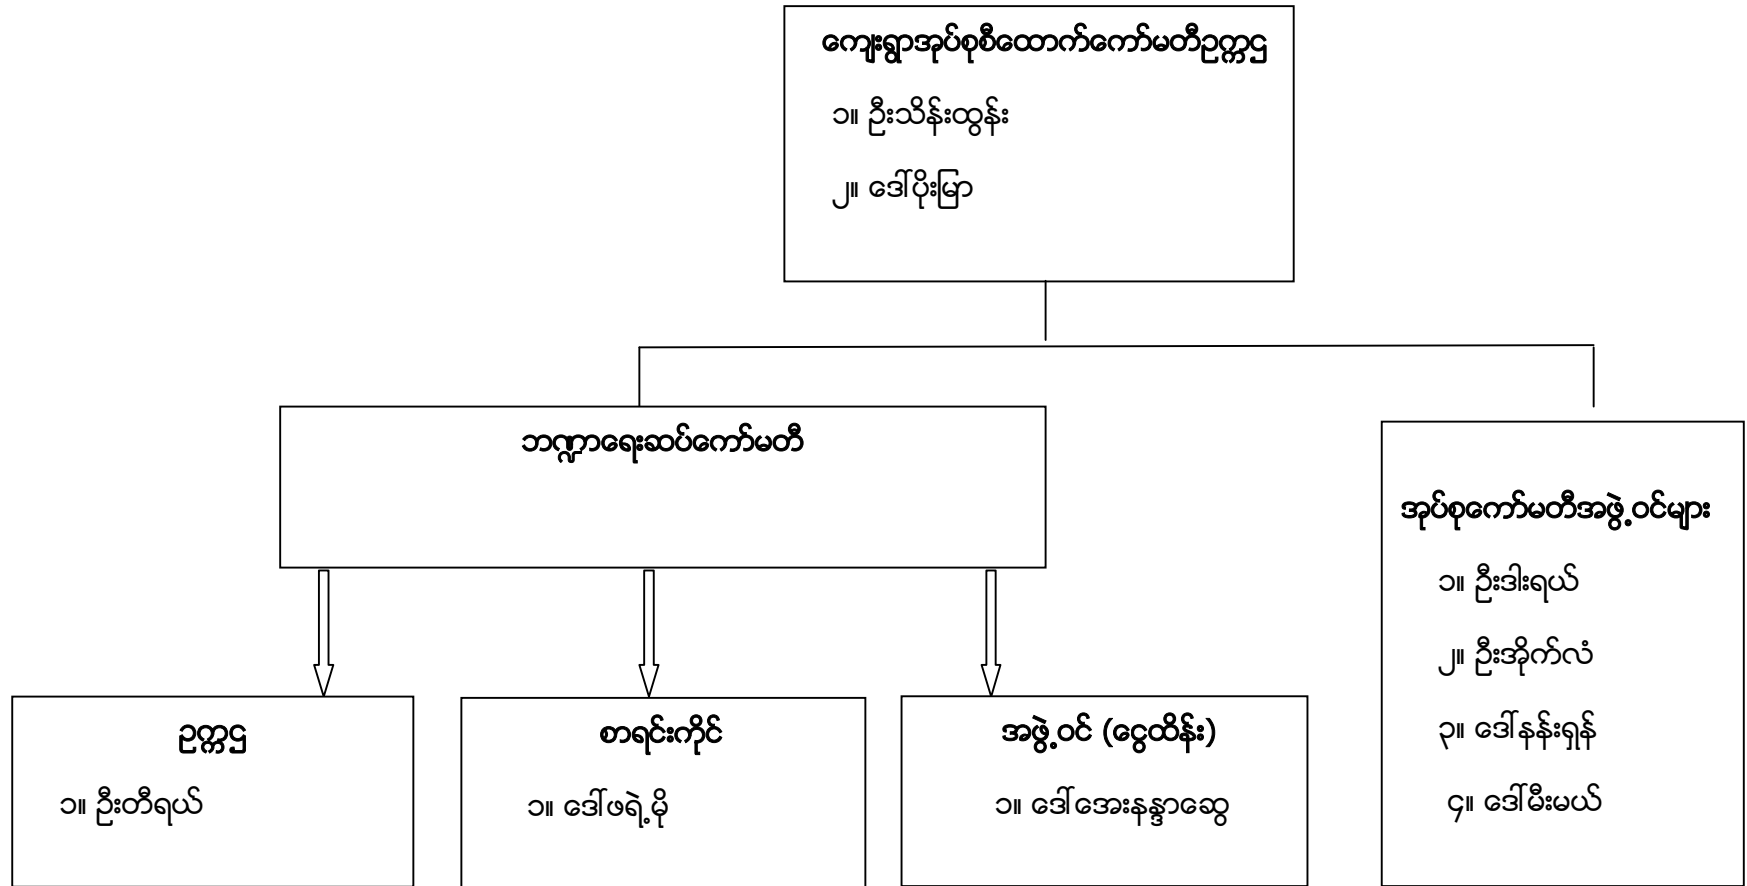 ကျေးရွာအုပ်စုစီထောက်ကော်မတီဥက္ကဌ
၁။ ဦးသိန်းထွန်း
၂။ ဒေါ်ပိုးမြာ
ဘဏ္ဍာရေးဆပ်ကော်မတီ
အုပ်စုကော်မတီအဖွဲ့ဝင်များ
၁။ ဦးဒါးရယ်
၂။ ဦးအိုက်လံ
၃။ ဒေါ်နန်းရှန်
၄။ ဒေါ်မီးမယ်
ဥက္ကဌ
၁။ ဦးတီရယ်
စာရင်းကိုင်
၁။ ဒေါ်ဖရဲ့မို
အဖွဲ့ဝင် (ငွေထိန်း)
၁။ ဒေါ်အေးနန္ဒာဆွေ